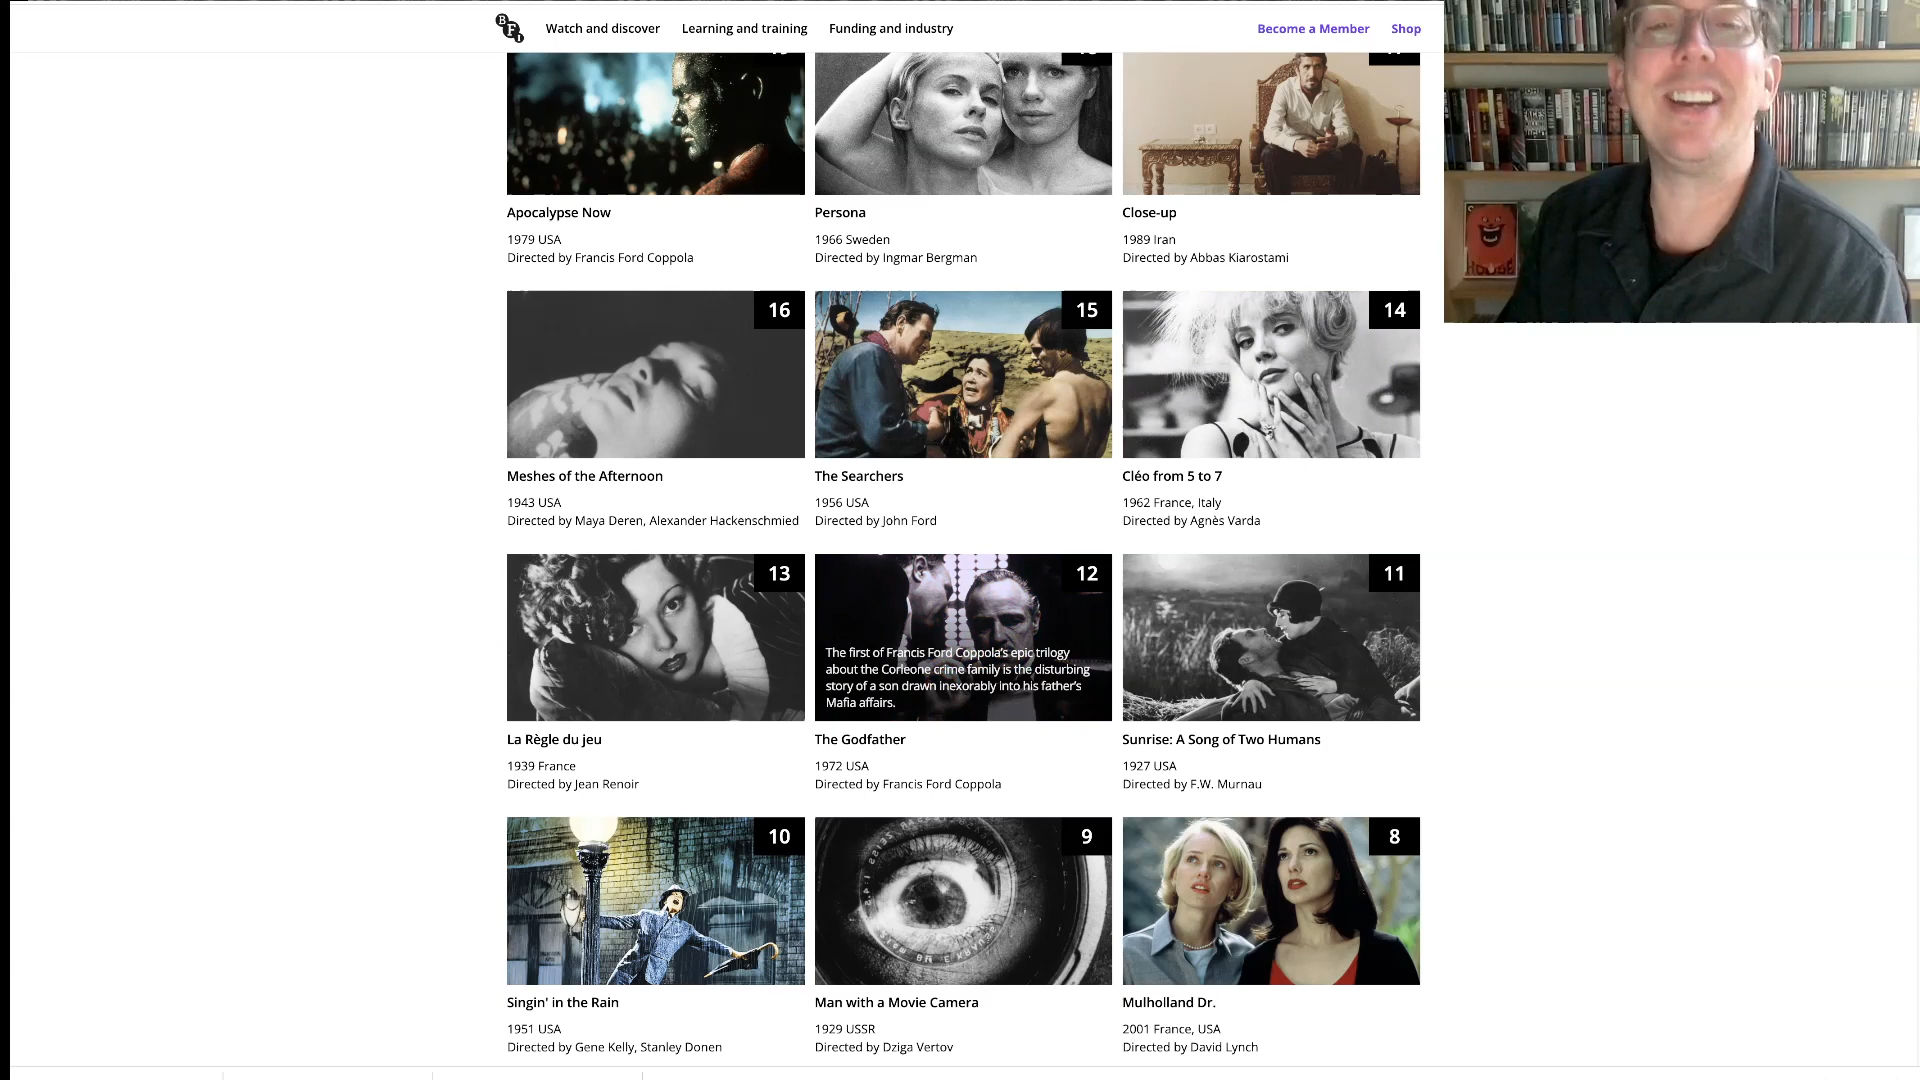 BFI
Watch and discover
Learning and training
Funding and industry
Become a Member
Shop
Apocalypse Now
1979 USA
Directed by Francis Ford Coppola
Persona
1966 Sweden
Directed by Ingmar Bergman
Close-up
1989 Iran
Directed by Abbas Kiarostami
16
Meshes of the Afternoon
1943 USA
Directed by Maya Deren, Alexander Hackenschmied
15
The Searchers
1956 USA
Directed by John Ford
14
Cléo from 5 to 7
1962 France, Italy
Directed by Agnès Varda
13
La Règle du jeu
1939 France
Directed by Jean Renoir
12
The first of Francis Ford Coppola's epic trilogy
about the Corleone crime family is the disturbing
story of a son drawn inexorably into his father's
Mafia affairs.
The Godfather
1972 USA
Directed by Francis Ford Coppola
11
Sunrise: A Song of Two Humans
1927 USA
Directed by F.W. Murnau
10
Singin' in the Rain
1951 USA
Directed by Gene Kelly, Stanley Donen
9
Man with a Movie Camera
1929 USSR
Directed by Dziga Vertov
8
Mulholland Dr.
2001 France, USA
Directed by David Lynch